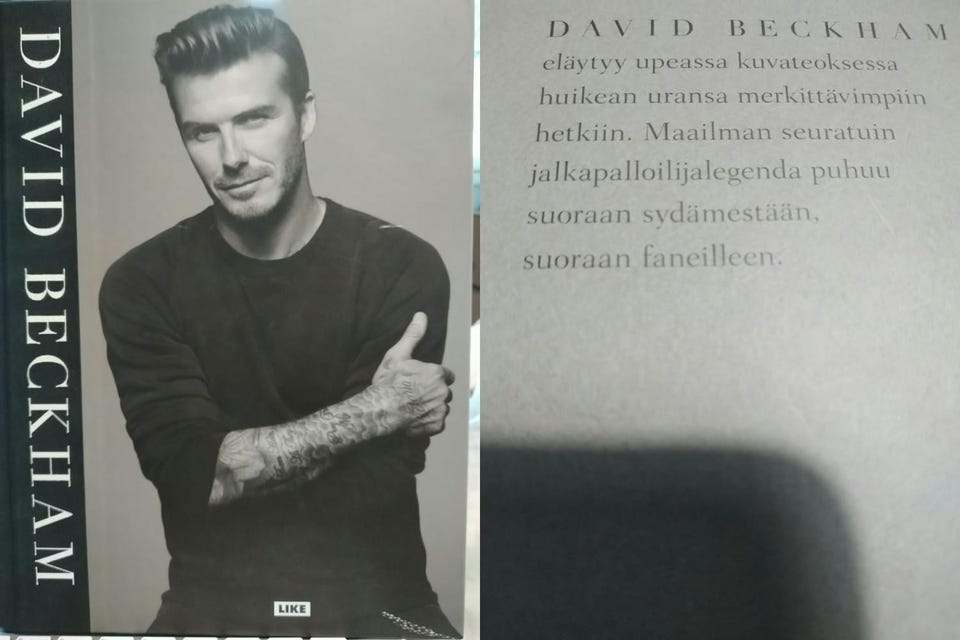 DAVID BECKHAM
LIKE
DAVID BECKHAM
eläytyy upeassa kuvateoksessa
huikean uransa merkittävimpiin
hetkiin. Maailman seuratuin
jalkapalloilijalegenda puhuu
suoraan sydämestään,
suoraan faneilleen.